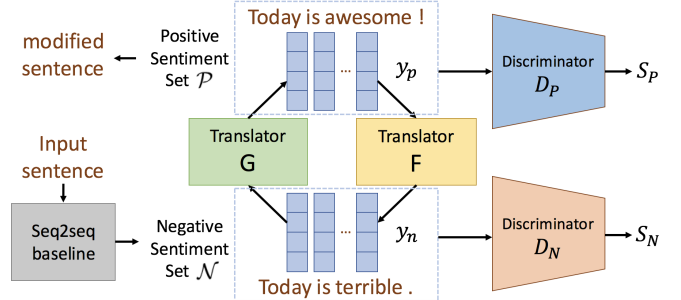 Today is awesome !
modified
sentence
Positive
Sentiment
Set 𝒫
...
y_p
Discriminator
D_P
S_P
Translator
G
Translator
F
Input
sentence
Seq2seq
baseline
Negative
Sentiment
Set 𝒩
...
y_n
Discriminator
D_N
S_N
Today is terrible .